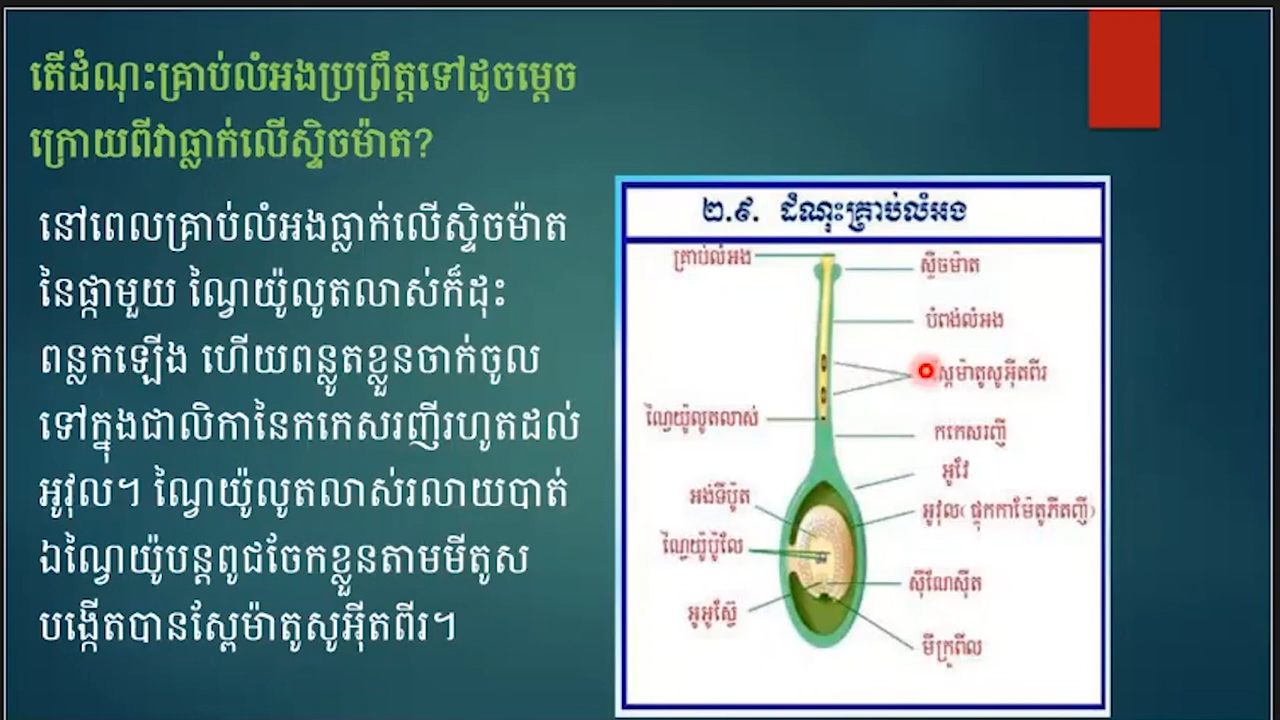 តើដំណុះគ្រាប់លំអងប្រព្រឹត្តទៅដូចម្ដេច
ក្រោយពីវាធ្លាក់លើស្ទិចម៉ាត?
នៅពេលគ្រាប់លំអងធ្លាក់លើស្ទិចម៉ាត
នៃផ្កាមួយ ណ្វៃយ៉ូលូតលាស់ក៏ដុះ
ពន្លកឡើង ហើយពន្លូតខ្លួនចាក់ចូល
ទៅក្នុងជាលិកានៃកកេសរញីរហូតដល់
អូវុល។ ណ្វៃយ៉ូលូតលាស់រលាយបាត់
ឯណ្វៃយ៉ូបន្តពូជចែកខ្លួនតាមមីតូស
បង្កើតបានស្ពែម៉ាតូសូអ៊ីតពីរ។
២.៩. ដំណុះគ្រាប់លំអង
គ្រាប់លំអង
ស្ទីចម៉ាត
បំពង់លំអង
ស្ពម៉ាតូសូអ៊ីតពីរ
ណ្វៃយ៉ូលូតលាស់
កកេសរញី
អូវែ
អង់ទីប៉ូត
អូវុល( ផ្ទុកកាម៉ែតូភីតញី)
ណ្វៃយ៉ូប៉ូលែ
ស៊ីណែស៊ីត
អូអូស្វ៊ែ
មីក្រូពីល